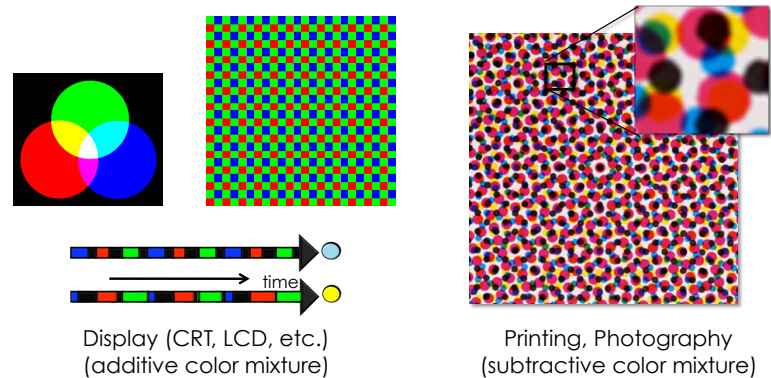 time
Display (CRT, LCD, etc.)
(additive color mixture)
Printing, Photography
(subtractive color mixture)